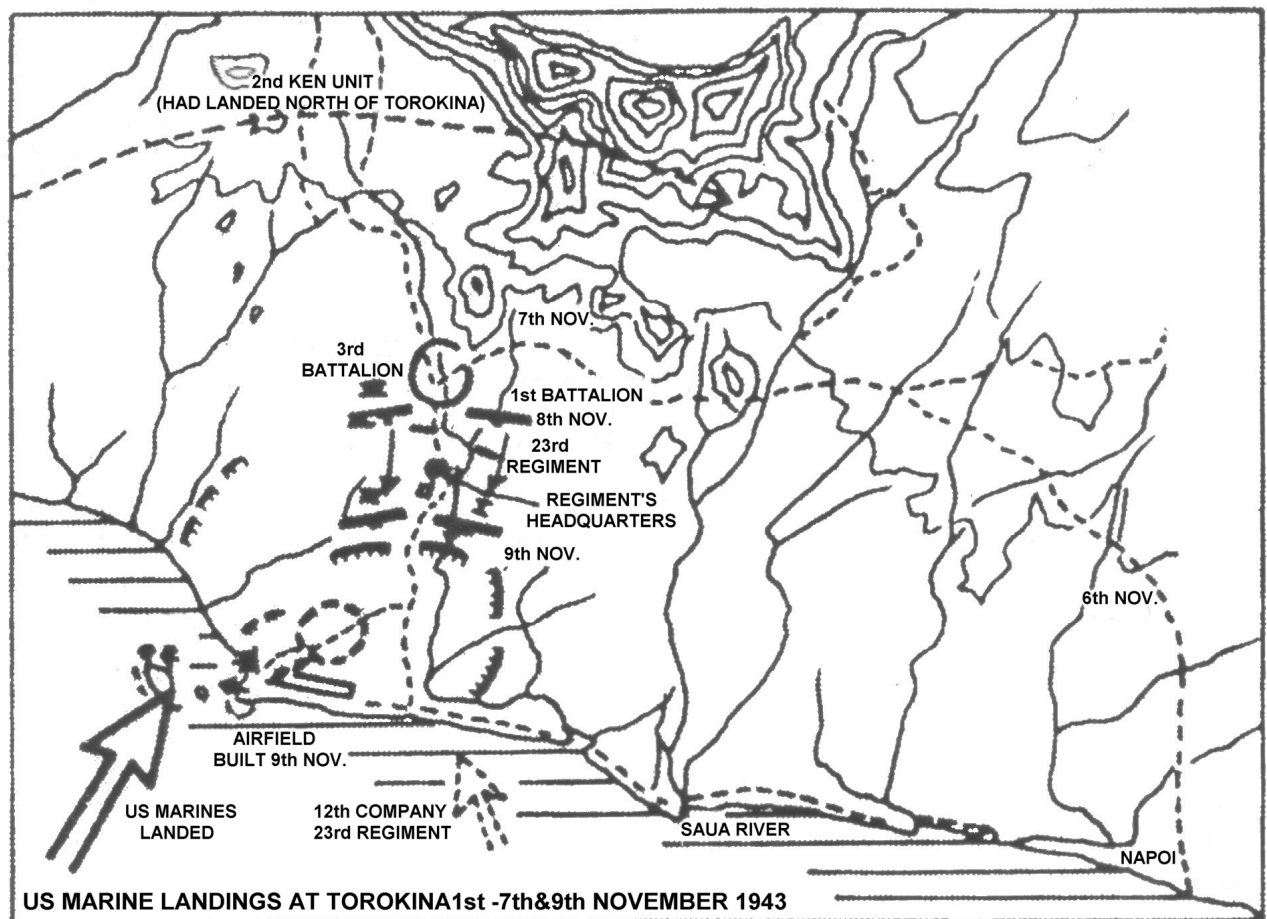 2nd KEN UNIT
(HAD LANDED NORTH OF TOROKINA)
7th NOV.
3rd
BATTALION
1st BATTALION
8th NOV.
23rd
REGIMENT
REGIMENT'S
HEADQUARTERS
9th NOV.
6th NOV.
AIRFIELD
BUILT 9th NOV.
US MARINES
LANDED
12th COMPANY
23rd REGIMENT
SAUA RIVER
NAPOI
US MARINE LANDINGS AT TOROKINA1st -7th&9th NOVEMBER 1943